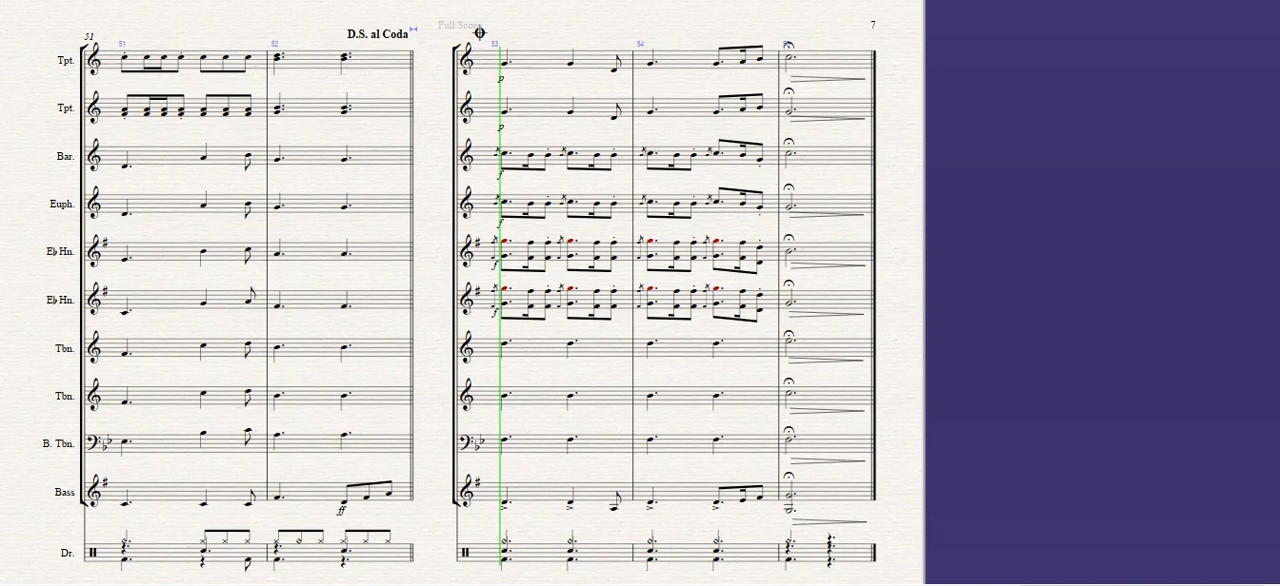 Full Score
7
D.S. al Coda
51
51
52
53
54
Tpt.
p
Tpt.
p
Bar.
f
Euph.
f
E♭ Hn.
f
E♭ Hn.
f
Tbn.
Tbn.
B. Tbn.
Bass
ff
Dr.